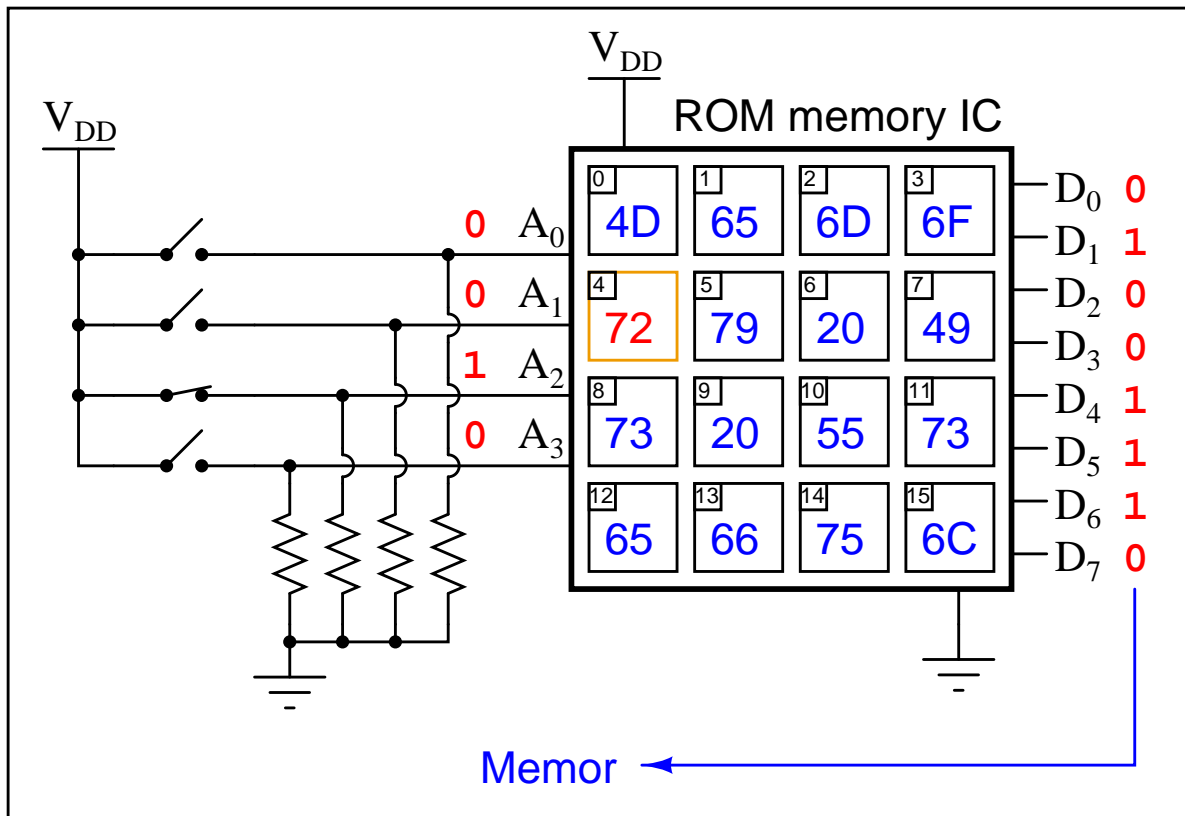 V_DD
V_DD
ROM memory IC
0 A_0
0 A_1
1 A_2
0 A_3
0 1 2 3
4D 65 6D 6F
4 5 6 7
72 79 20 49
8 9 10 11
73 20 55 73
12 13 14 15
65 66 75 6C
D_0 0
D_1 1
D_2 0
D_3 0
D_4 1
D_5 1
D_6 1
D_7 0
Memor